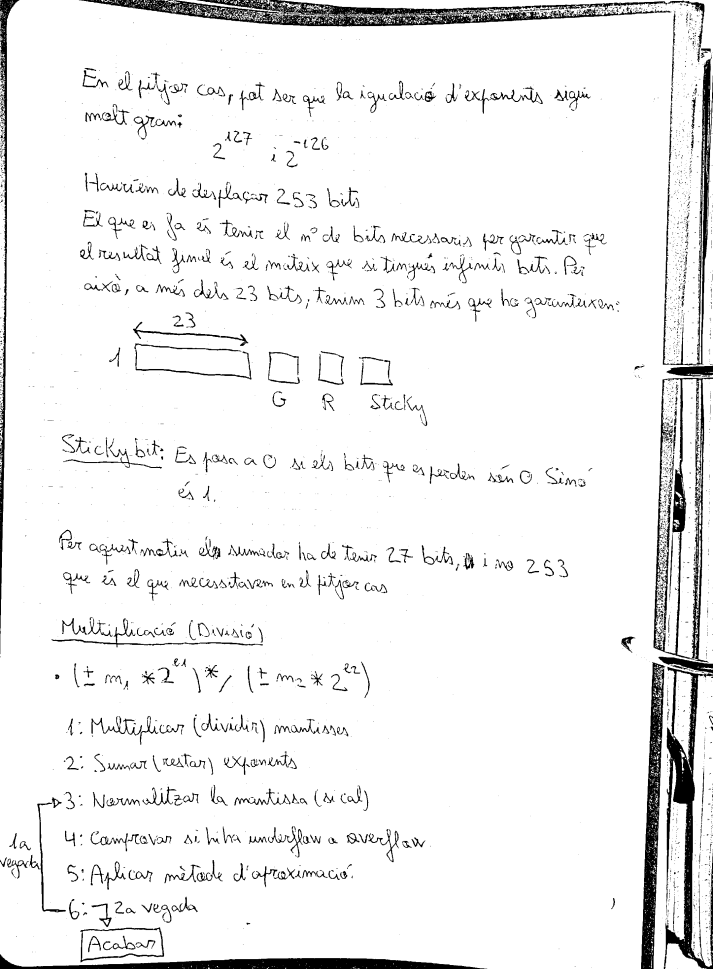 En el pitjor cas, pot ser que la igualació d'exponents sigui
molt gran:
2^127 i 2^-126
Hauríem de desplaçar 253 bits
El que es fa és tenir el nº de bits necessaris per garantir que
el resultat final és el mateix que si tingués infinits bits. Per
això, a més dels 23 bits, tenim 3 bits més que ho garanteixen:
23
1
G R Sticky
Sticky bit: Es posa a 0 si els bits que es perden són 0. Sinó
és 1.
Per aquest motiu el sumador ha de tenir 27 bits, i no 253
que és el que necessitavem en el pitjor cas
Multiplicació (Divisió)
• (± m1 * 2^e1) */ (± m2 * 2^e2)
1: Multiplicar (dividir) mantisses
2: Sumar (restar) exponents
3: Normalitzar la mantissa (si cal)
4: Comprovar si hi ha underflow o overflow
1a
vegada
5: Aplicar mètode d'aproximació.
6: 2a vegada
Acabar